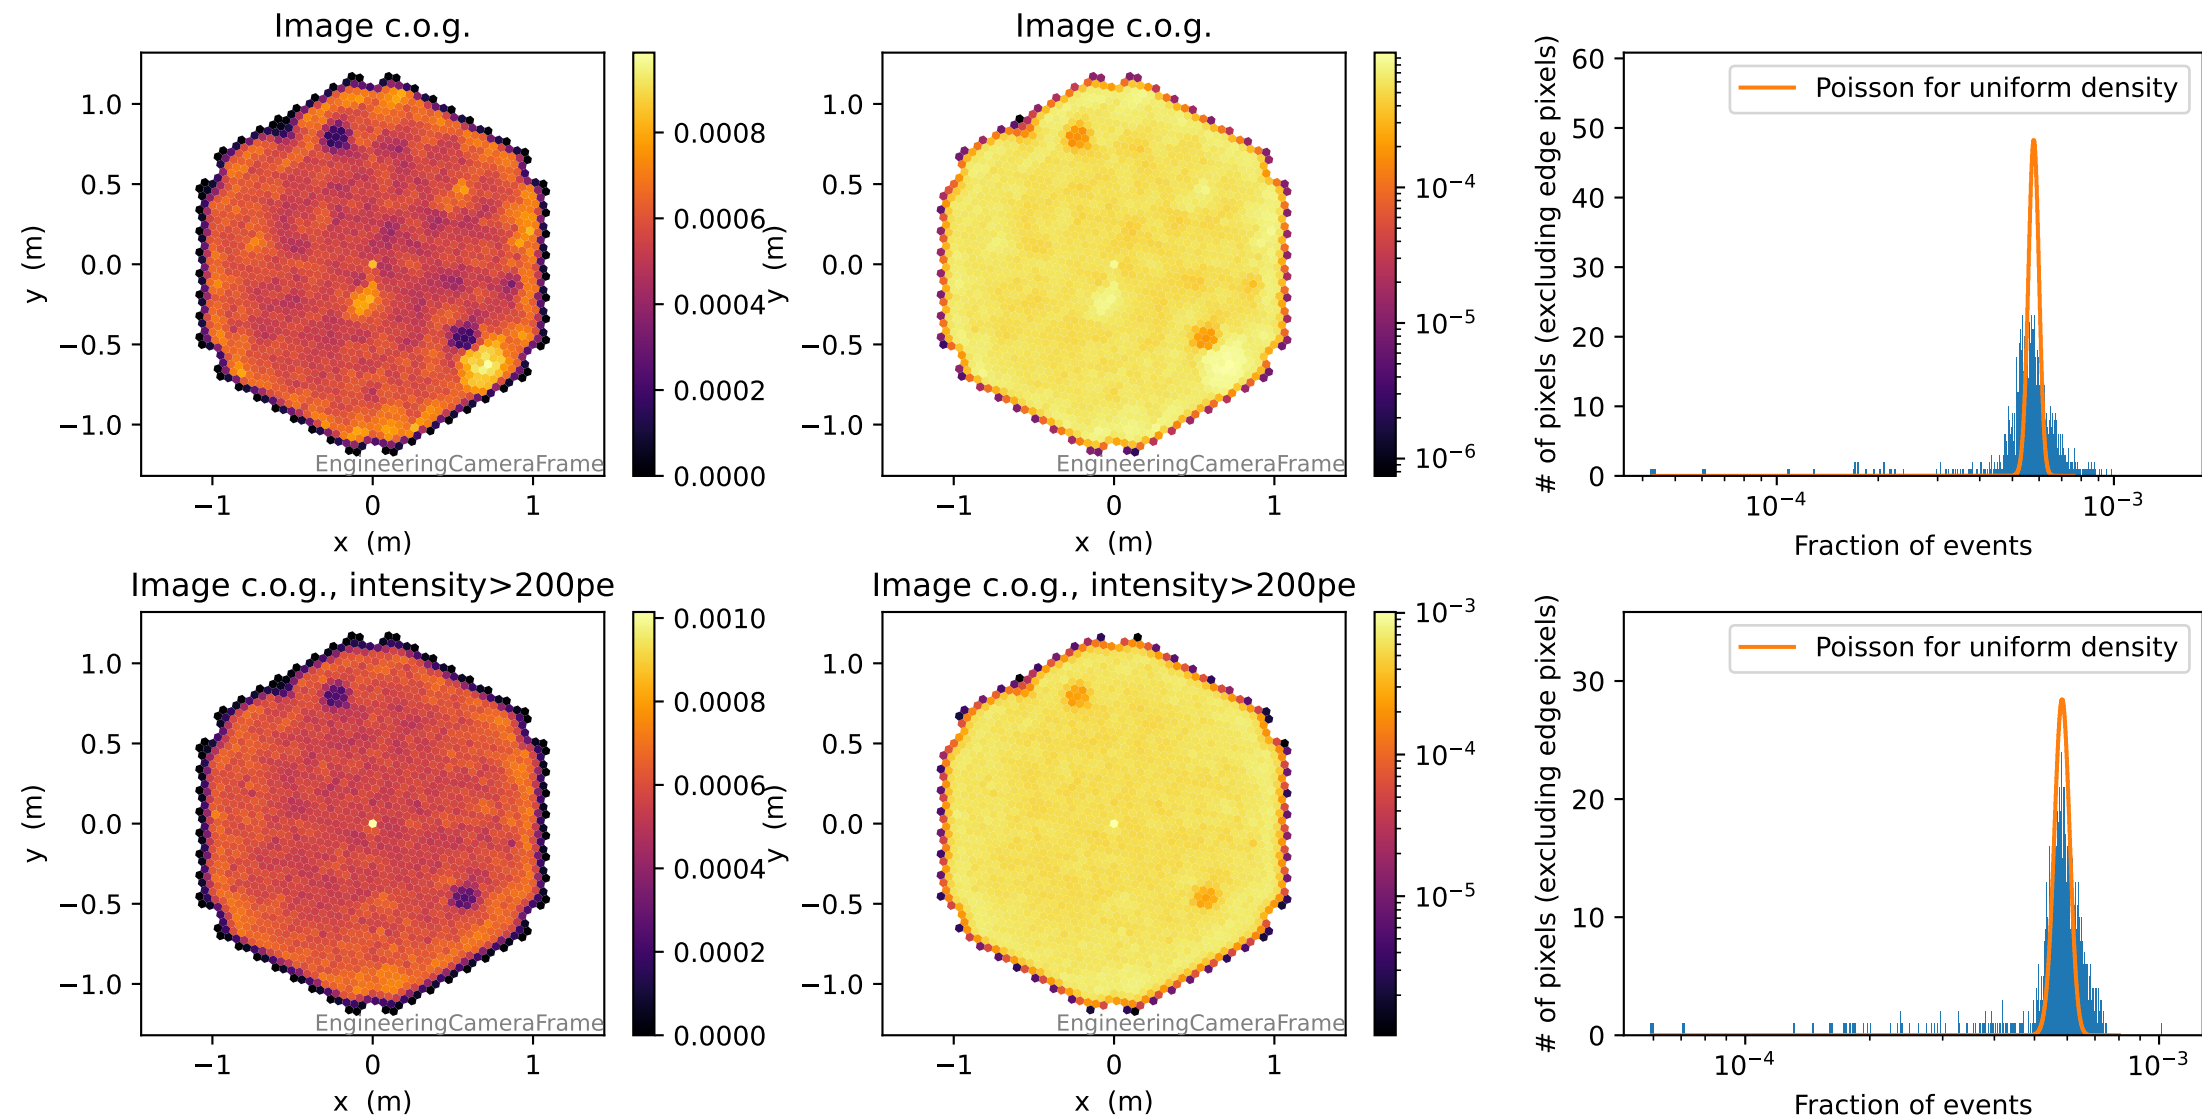 Image c.o.g.
y (m)
1.0
0.5
0.0
−0.5
−1.0
EngineeringCameraFrame
−1 0 1
x (m)
0.0008
0.0006
0.0004
0.0002
0.0000
Image c.o.g.
y (m)
1.0
0.5
0.0
−0.5
−1.0
EngineeringCameraFrame
−1 0 1
x (m)
10⁻⁴
10⁻⁵
10⁻⁶
# of pixels (excluding edge pixels)
60
50
40
30
20
10
0
Poisson for uniform density
10⁻⁴ 10⁻³
Fraction of events
Image c.o.g., intensity>200pe
y (m)
1.0
0.5
0.0
−0.5
−1.0
EngineeringCameraFrame
−1 0 1
x (m)
0.0010
0.0008
0.0006
0.0004
0.0002
0.0000
Image c.o.g., intensity>200pe
y (m)
1.0
0.5
0.0
−0.5
−1.0
EngineeringCameraFrame
−1 0 1
x (m)
10⁻³
10⁻⁴
10⁻⁵
# of pixels (excluding edge pixels)
30
20
10
0
Poisson for uniform density
10⁻⁴ 10⁻³
Fraction of events